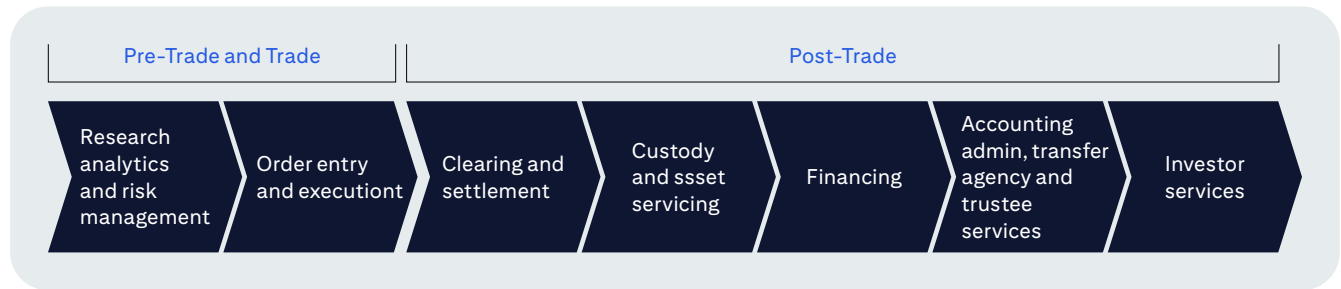 Pre-Trade and Trade
Post-Trade
Research
analytics
and risk
management
Order entry
and executiont
Clearing and
settlement
Custody
and ssset
servicing
Financing
Accounting
admin, transfer
agency and
trustee
services
Investor
services